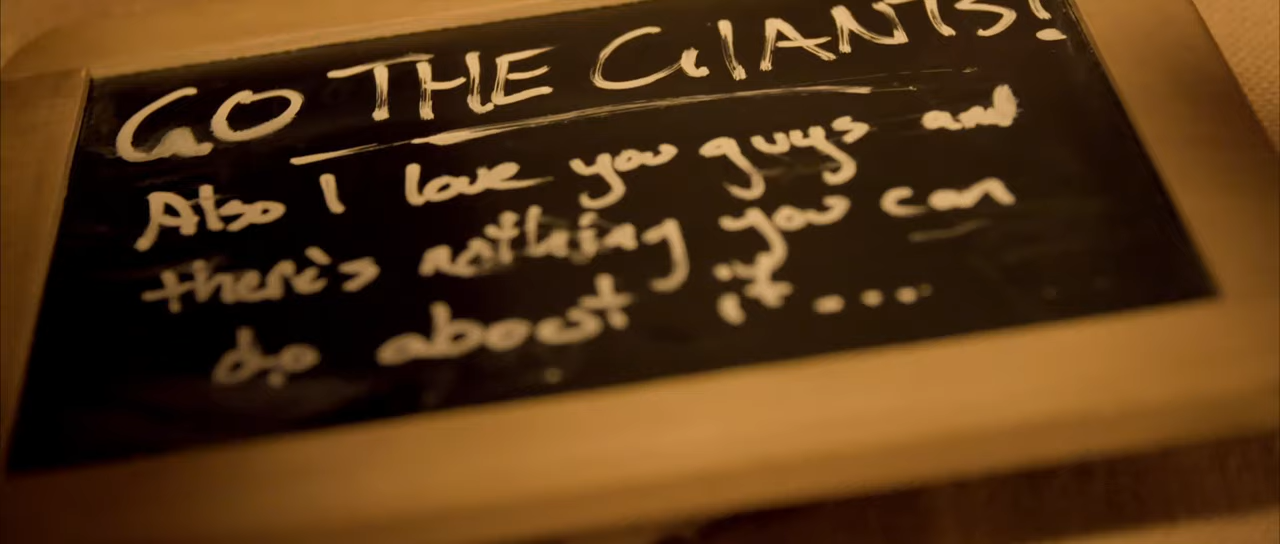 GO THE GIANTS!
Also I love you guys and
there's nothing you can
do about it....